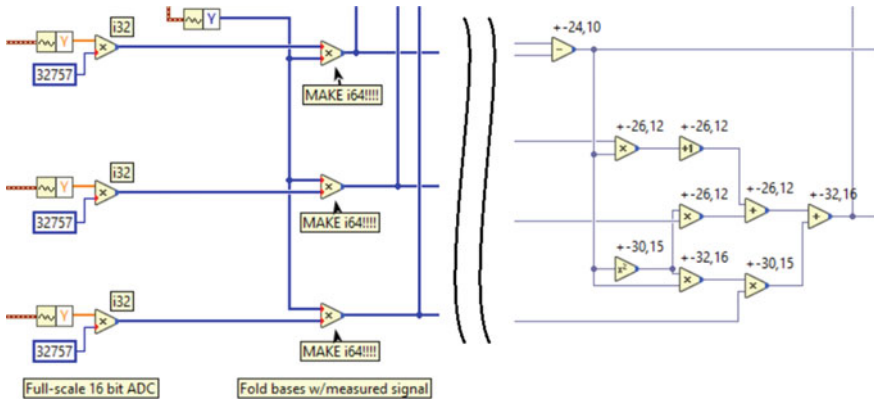 i32
Y
Y
32757
×
×
MAKE i64!!!!
i32
Y
32757
×
×
MAKE i64!!!!
i32
Y
32757
×
×
MAKE i64!!!!
Full-scale 16 bit ADC
Fold bases w/measured signal
+-24,10
-
+-26,12
+-26,12
×
+1
+-26,12
+-26,12
+-32,16
×
+
+
+-30,15
+-32,16
+-30,15
x²
×
×